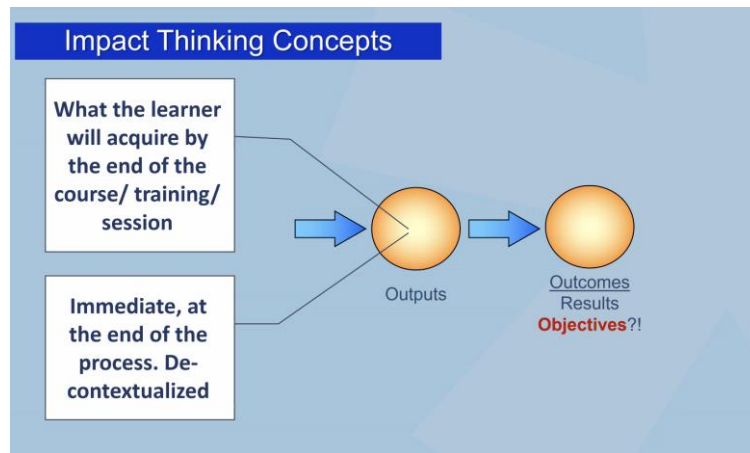 Impact Thinking Concepts
What the learner
will acquire by
the end of the
course/ training/
session
Immediate, at
the end of the
process. De-
contextualized
Outputs
Outcomes
Results
Objectives?!